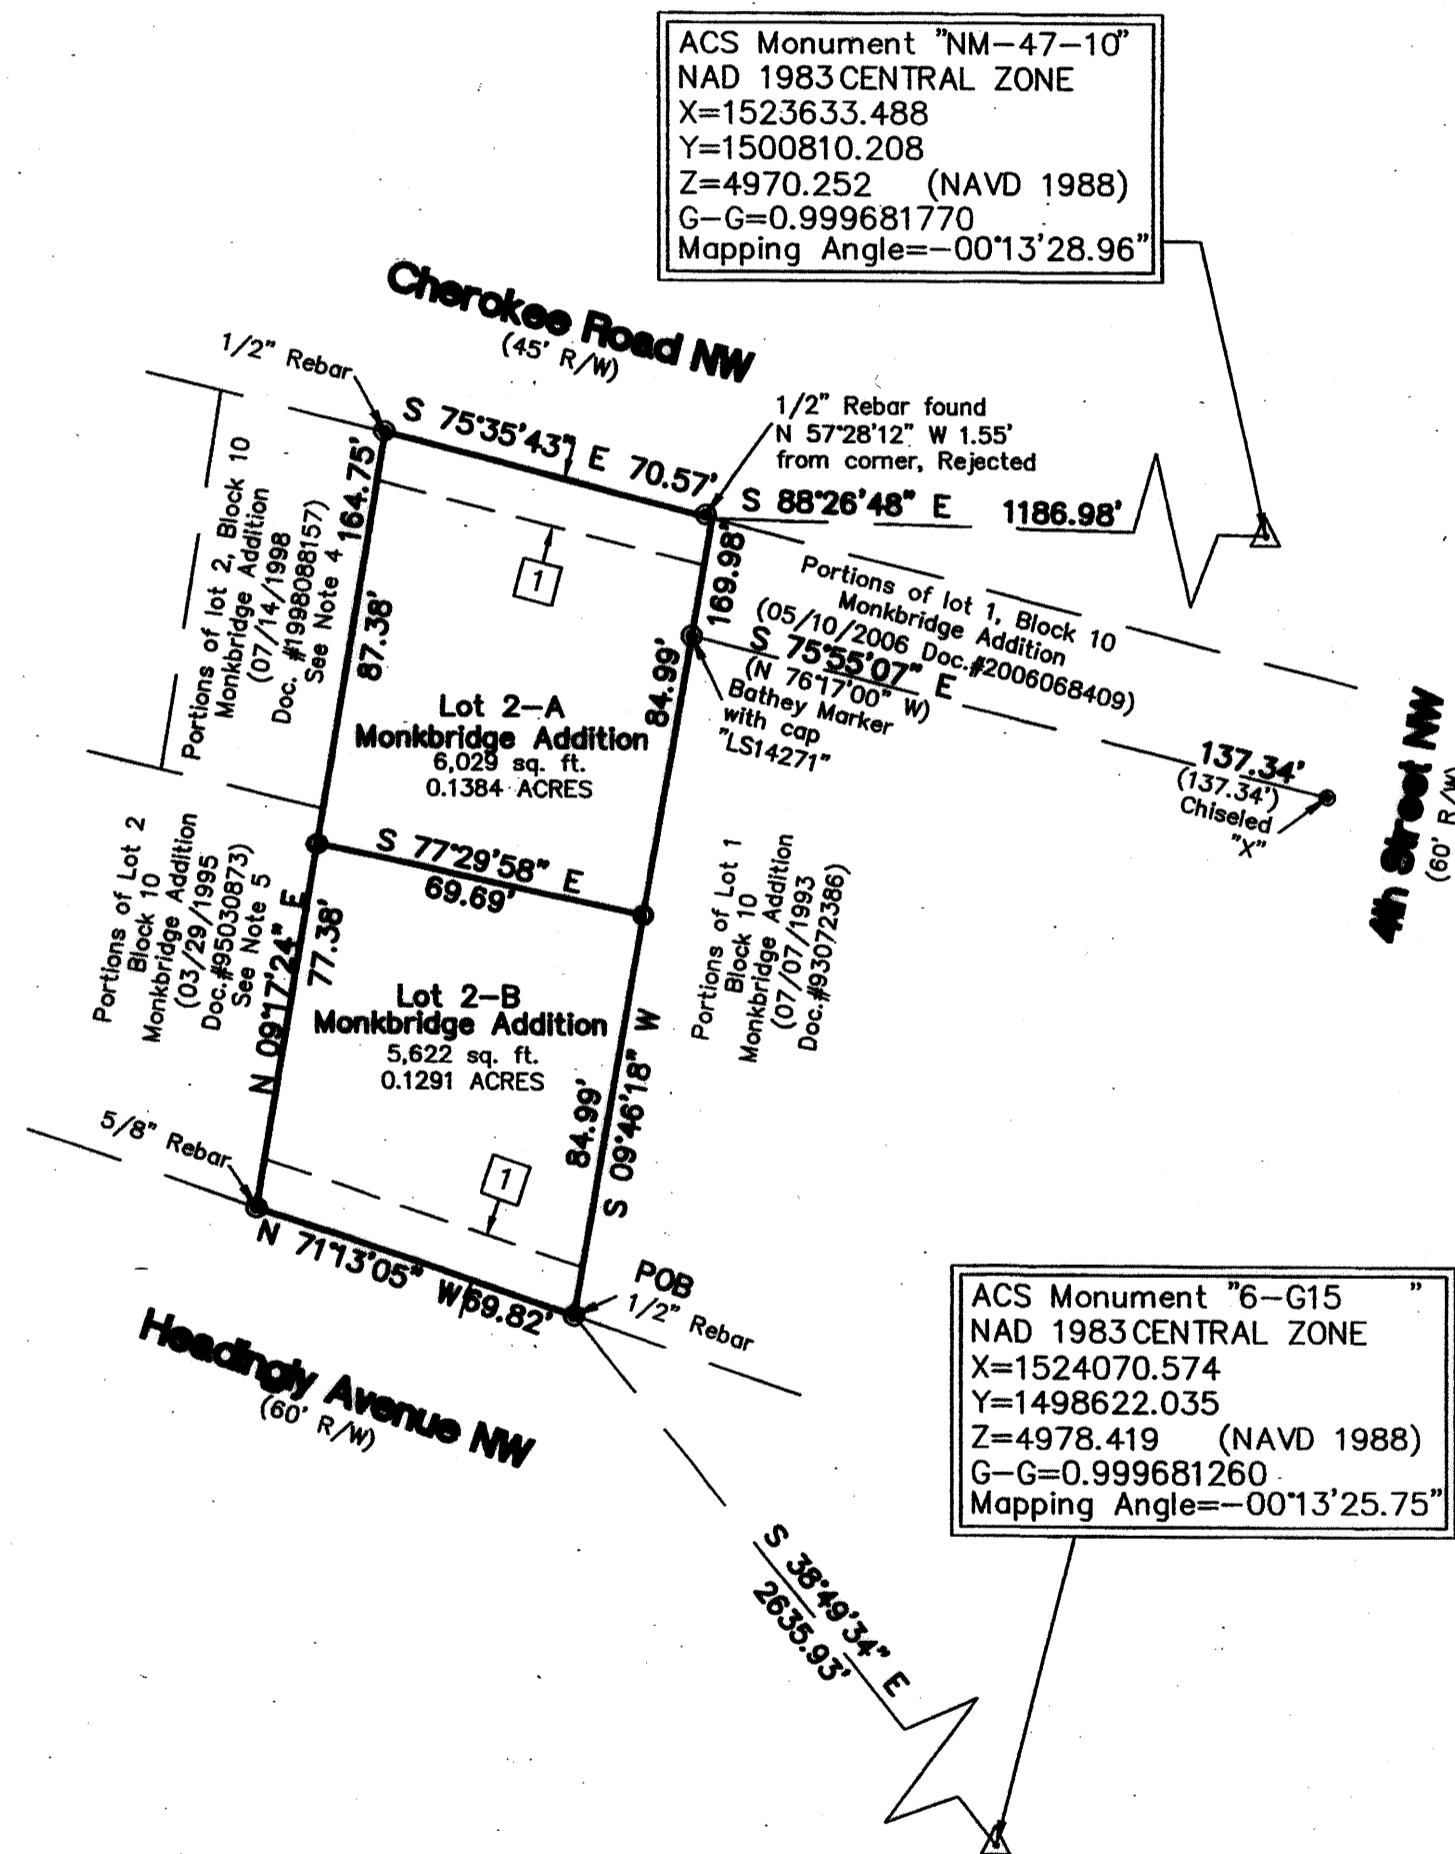 ACS Monument "NM-47-10"
NAD 1983 CENTRAL ZONE
X=1523633.488
Y=1500810.208
Z=4970.252 (NAVD 1988)
G-G=0.999681770
Mapping Angle=-00°13'28.96"
Cherokee Road NW
(45' R/W)
1/2" Rebar
S 75°35'43" E 70.57'
1/2" Rebar found
N 57°28'12" W 1.55'
from corner, Rejected
S 88°26'48" E 1186.98'
Portions of lot 2, Block 10
Monkbridge Addition
(07/14/1998
Doc. #1998088157)
See Note 4
164.75'
87.38'
1
169.98'
84.99'
Portions of lot 1, Block 10
Monkbridge Addition
(05/10/2006 Doc.#2006068409)
S 75°55'07" E
(N 76°17'00" W)
Bathey Marker
with cap
"LS14271"
137.34'
(137.34')
Chiseled
"X"
4th Street NW
(60' R/W)
Lot 2-A
Monkbridge Addition
6,029 sq. ft.
0.1384 ACRES
S 77°29'58" E
69.69'
Portions of Lot 2
Block 10
Monkbridge Addition
(03/29/1995
Doc.#95030873)
See Note 5
N 09°17'24" E
77.38'
Portions of Lot 1
Block 10
Monkbridge Addition
(07/07/1993
Doc.#93072386)
Lot 2-B
Monkbridge Addition
5,622 sq. ft.
0.1291 ACRES
84.99'
S 09°46'18" W
5/8" Rebar
1
N 71°13'05" W 69.82'
POB
1/2" Rebar
Headingly Avenue NW
(60' R/W)
ACS Monument "6-G15 "
NAD 1983 CENTRAL ZONE
X=1524070.574
Y=1498622.035
Z=4978.419 (NAVD 1988)
G-G=0.999681260
Mapping Angle=-00°13'25.75"
S 38°49'34" E
2635.93'